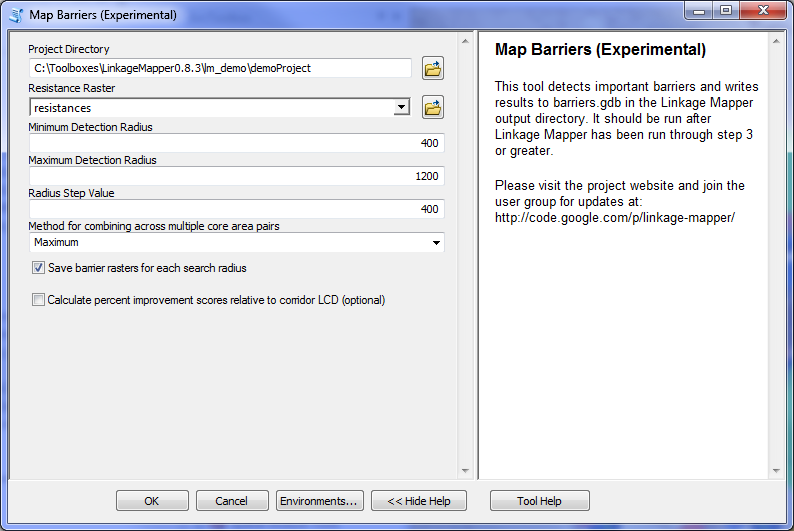 Map Barriers (Experimental)
Project Directory
C:\Toolboxes\LinkageMapper0.8.3\lm_demo\demoProject
Resistance Raster
resistances
Minimum Detection Radius
400
Maximum Detection Radius
1200
Radius Step Value
400
Method for combining across multiple core area pairs
Maximum
Save barrier rasters for each search radius
Calculate percent improvement scores relative to corridor LCD (optional)
Map Barriers (Experimental)
This tool detects important barriers and writes
results to barriers.gdb in the Linkage Mapper
output directory. It should be run after
Linkage Mapper has been run through step 3
or greater.
Please visit the project website and join the
user group for updates at:
http://code.google.com/p/linkage-mapper/
OK
Cancel
Environments...
<< Hide Help
Tool Help